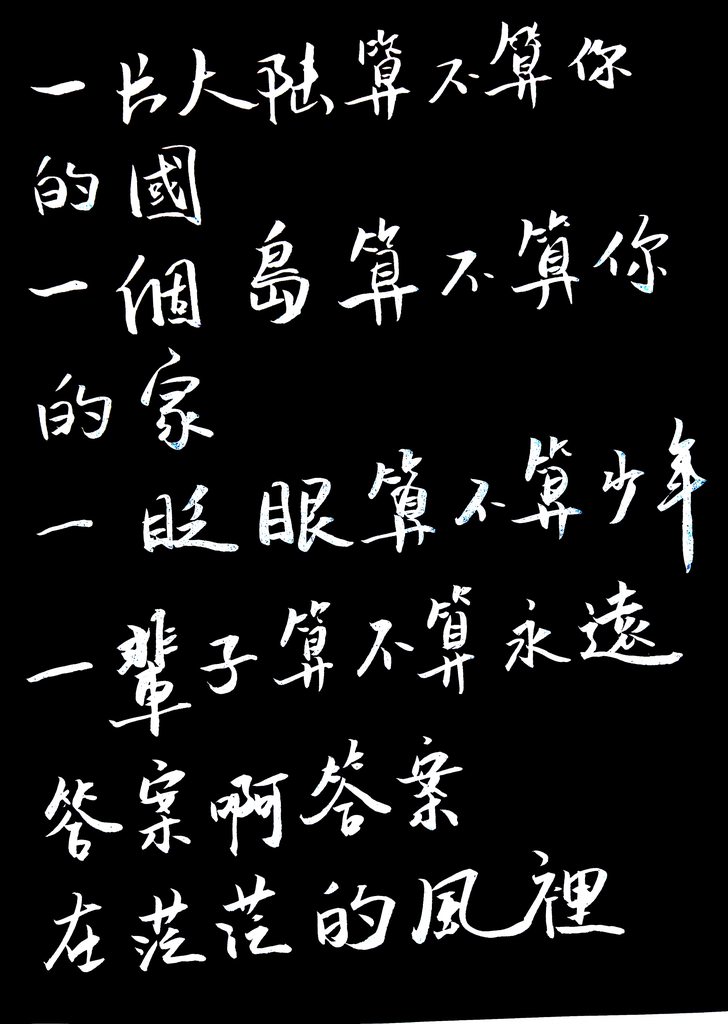 一片大陸算不算你
的國
一個島算不算你
的家
一眨眼算不算少年
一輩子算不算永遠
答案啊答案
在茫茫的風裡